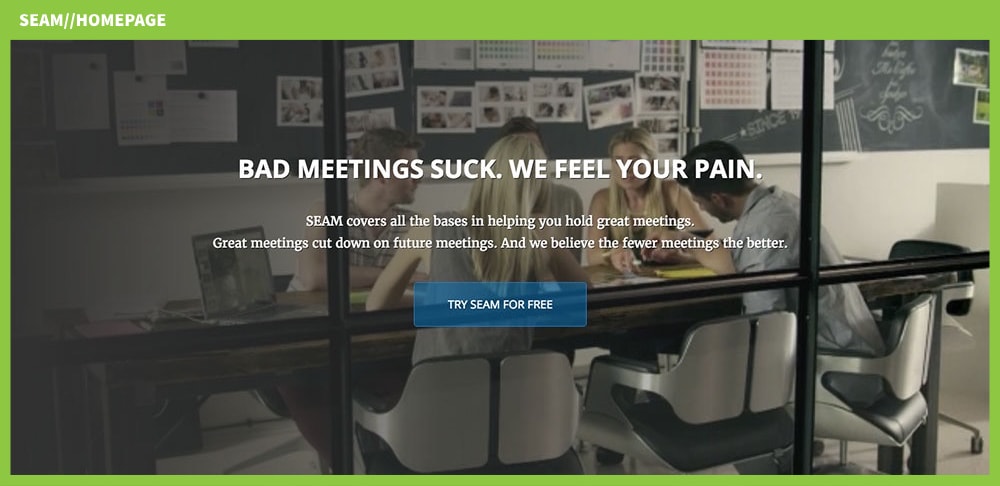 SEAM//HOMEPAGE
BAD MEETINGS SUCK. WE FEEL YOUR PAIN.
SEAM covers all the bases in helping you hold great meetings.
Great meetings cut down on future meetings. And we believe the fewer meetings the better.
TRY SEAM FOR FREE
SINCE